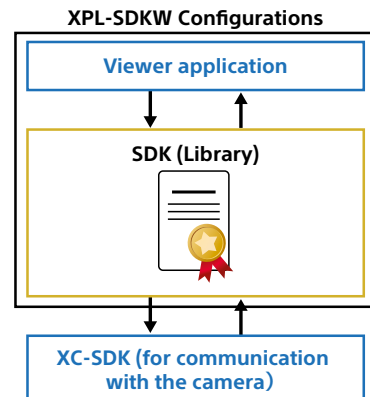 XPL-SDKW Configurations
Viewer application
SDK (Library)
XC-SDK (for communication
with the camera）